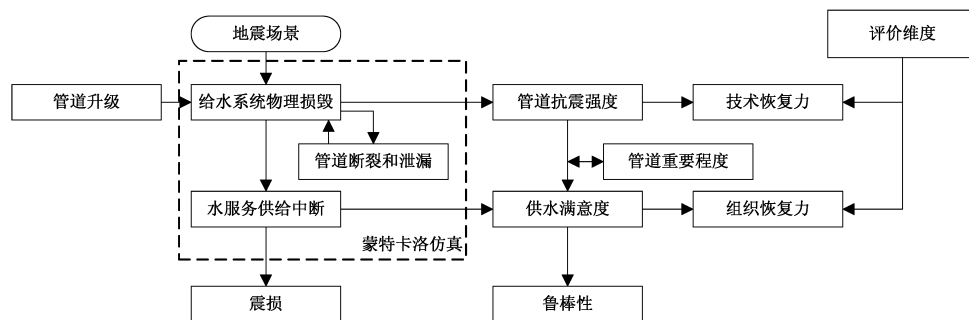 地震场景
评价维度
管道升级
给水系统物理损毁
管道抗震强度
技术恢复力
管道断裂和泄漏
管道重要程度
水服务供给中断
供水满意度
组织恢复力
蒙特卡洛仿真
震损
鲁棒性